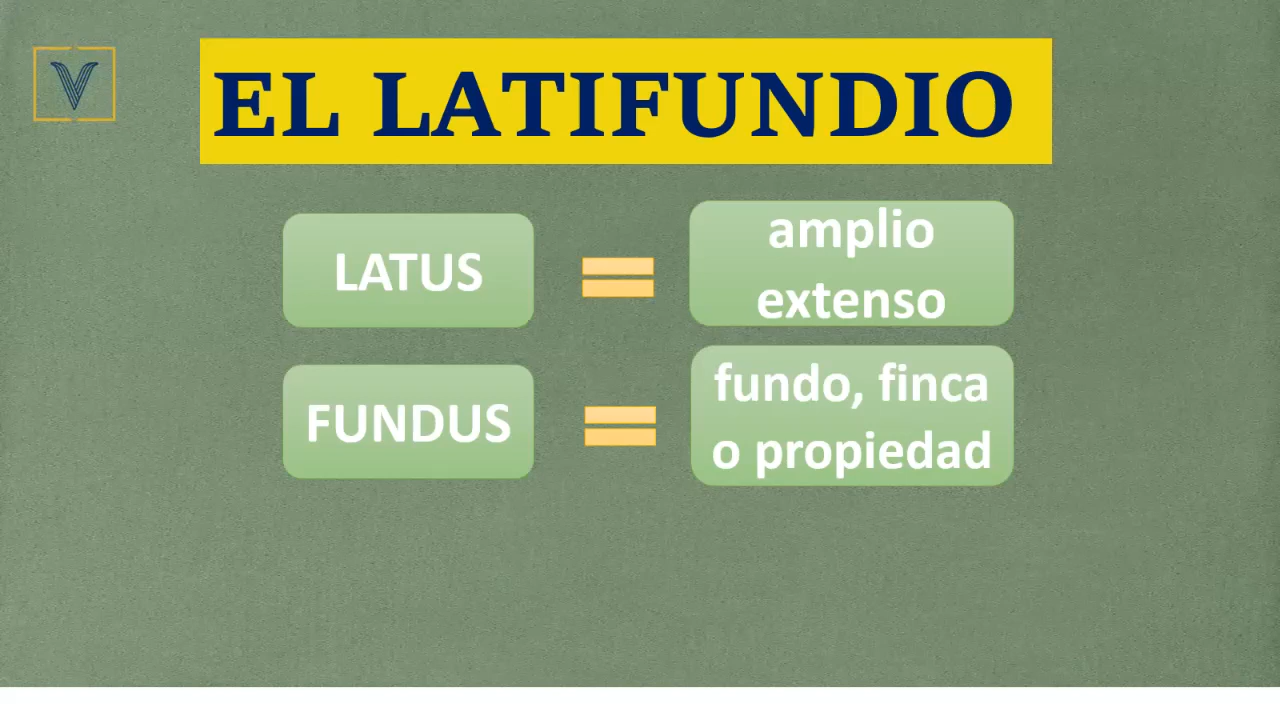 V
EL LATIFUNDIO
LATUS
=
amplio
extenso
FUNDUS
=
fundo, finca
o propiedad